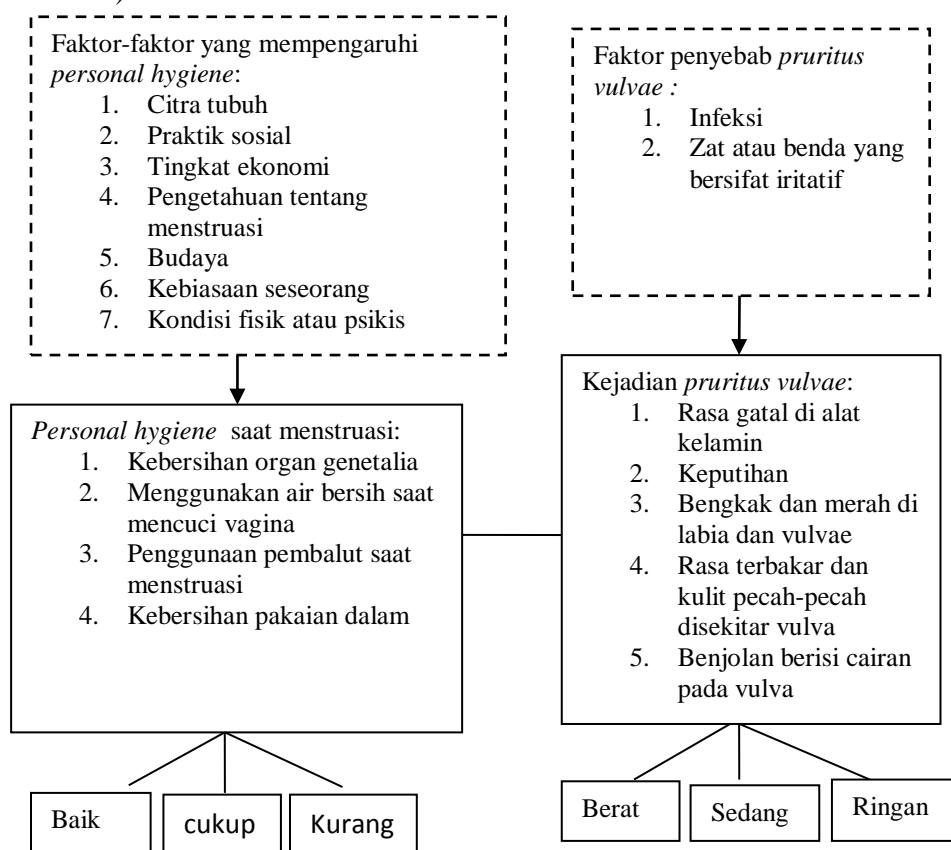 )
Faktor-faktor yang mempengaruhi
personal hygiene:
1. Citra tubuh
2. Praktik sosial
3. Tingkat ekonomi
4. Pengetahuan tentang
menstruasi
5. Budaya
6. Kebiasaan seseorang
7. Kondisi fisik atau psikis
Faktor penyebab pruritus
vulvae :
1. Infeksi
2. Zat atau benda yang
bersifat iritatif
Personal hygiene saat menstruasi:
1. Kebersihan organ genetalia
2. Menggunakan air bersih saat
mencuci vagina
3. Penggunaan pembalut saat
menstruasi
4. Kebersihan pakaian dalam
Kejadian pruritus vulvae:
1. Rasa gatal di alat
kelamin
2. Keputihan
3. Bengkak dan merah di
labia dan vulvae
4. Rasa terbakar dan
kulit pecah-pecah
disekitar vulva
5. Benjolan berisi cairan
pada vulva
Baik
cukup
Kurang
Berat
Sedang
Ringan